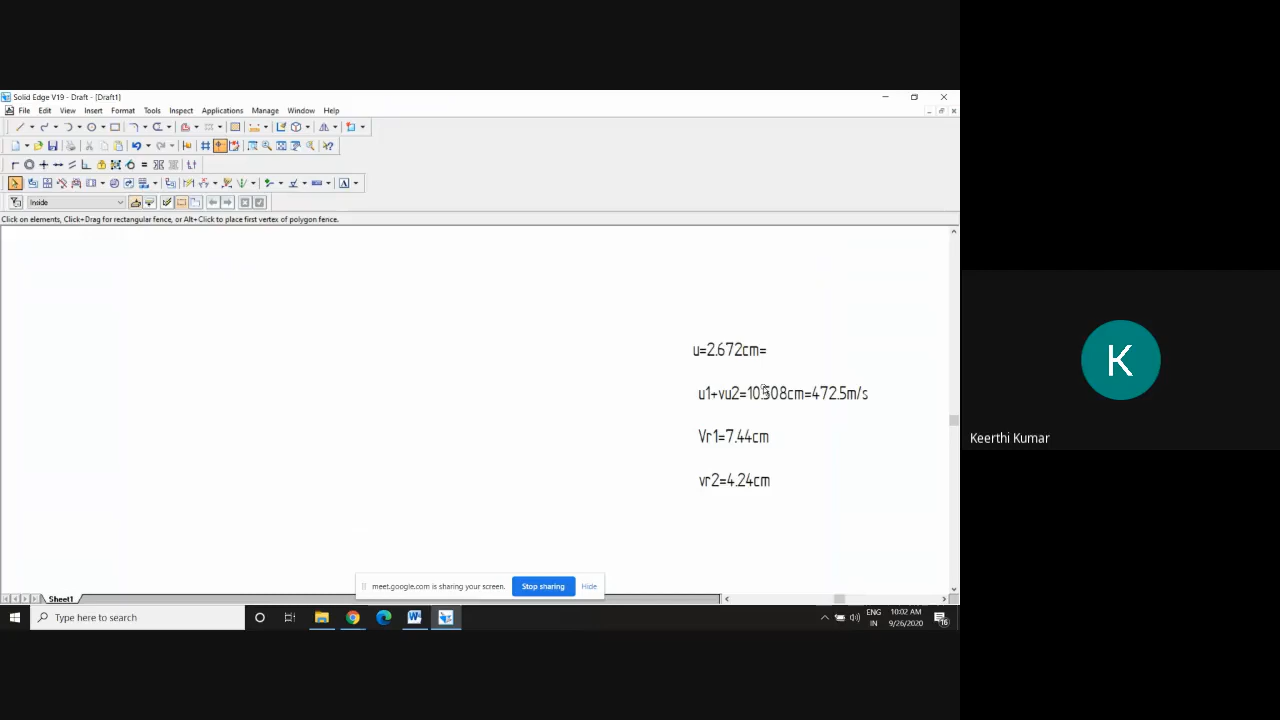 Solid Edge V19 - Draft - [Draft1]
File Edit View Insert Format Tools Inspect Applications Manage Window Help
Inside
Click on elements, Click+Drag for rectangular fence, or Alt+Click to place first vertex of polygon fence.
u=2.672cm=
u1+vu2=10.508cm=472.5m/s
Vr1=7.44cm
vr2=4.24cm
K
Keerthi Kumar
meet.google.com is sharing your screen. Stop sharing Hide
Sheet1
Type here to search
ENG
IN
10:02 AM
9/26/2020
16